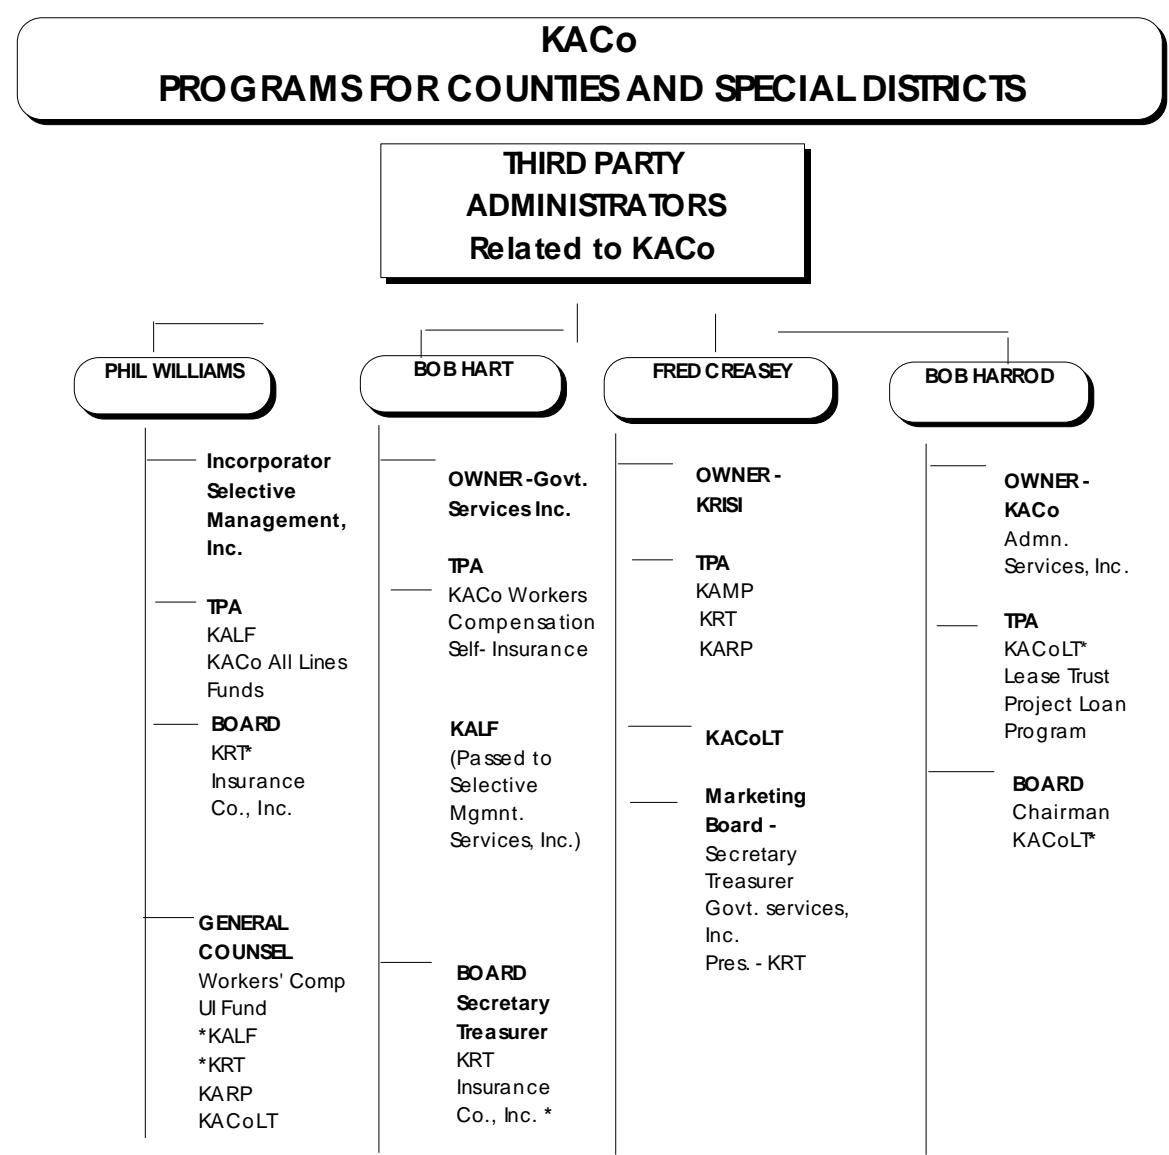 KACo
PROGRAMS FOR COUNTIES AND SPECIAL DISTRICTS
THIRD PARTY
ADMINISTRATORS
Related to KACo
PHIL WILLIAMS
Incorporator
Selective
Management,
Inc.
TPA
KALF
KACo All Lines
Funds
BOARD
KRT*
Insurance
Co., Inc.
GENERAL
COUNSEL
Workers' Comp
UI Fund
*KALF
*KRT
KARP
KACoLT
BOB HART
OWNER-Govt.
Services Inc.
TPA
KACo Workers
Compensation
Self- Insurance
KALF
(Passed to
Selective
Mgmnt.
Services, Inc.)
BOARD
Secretary
Treasurer
KRT
Insurance
Co., Inc. *
FRED CREASEY
OWNER -
KRISI
TPA
KAMP
KRT
KARP
KACoLT
Marketing
Board -
Secretary
Treasurer
Govt. services,
Inc.
Pres. - KRT
BOB HARROD
OWNER -
KACo
Admn.
Services, Inc.
TPA
KACoLT*
Lease Trust
Project Loan
Program
BOARD
Chairman
KACoLT*